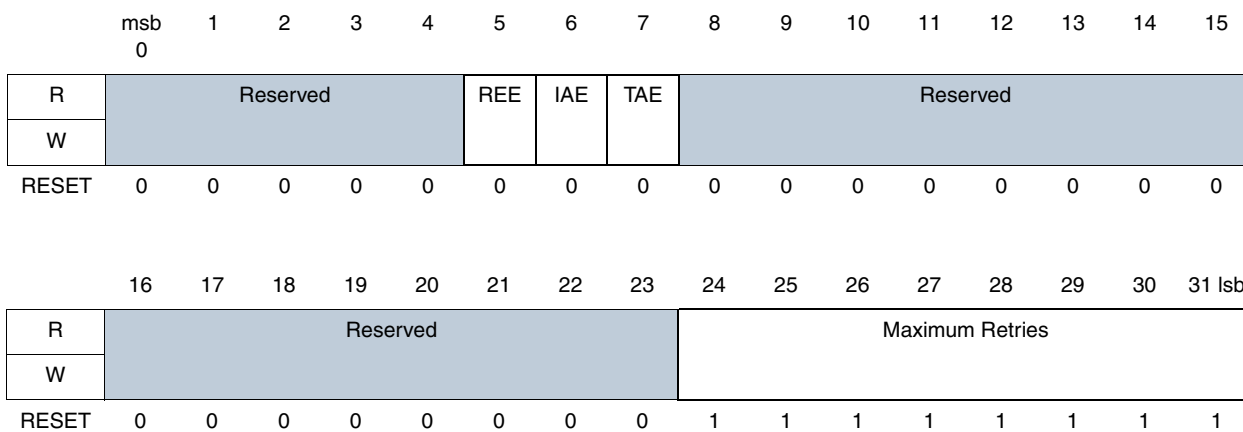 msb 0 1 2 3 4 5 6 7 8 9 10 11 12 13 14 15
R Reserved REE IAE TAE Reserved
W
RESET 0 0 0 0 0 0 0 0 0 0 0 0 0 0 0 0
16 17 18 19 20 21 22 23 24 25 26 27 28 29 30 31 lsb
R Reserved Maximum Retries
W
RESET 0 0 0 0 0 0 0 0 1 1 1 1 1 1 1 1